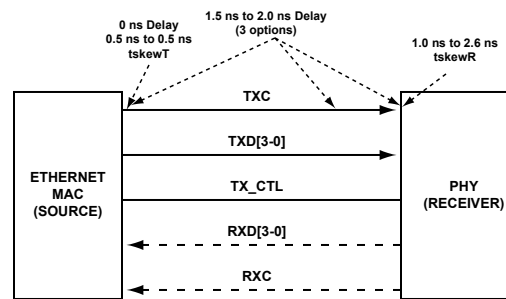 0 ns Delay
0.5 ns to 0.5 ns
tskewT
1.5 ns to 2.0 ns Delay
(3 options)
1.0 ns to 2.6 ns
tskewR
TXC
TXD[3-0]
ETHERNET
MAC
(SOURCE)
TX_CTL
PHY
(RECEIVER)
RXD[3-0]
RXC